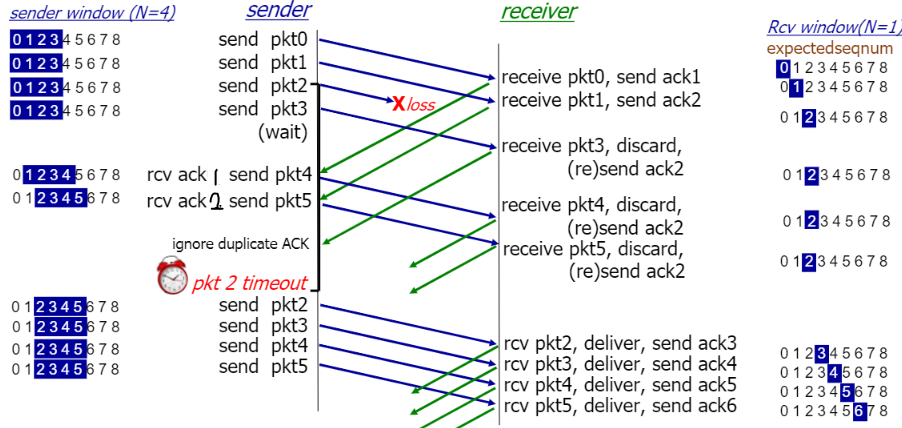 sender window (N=4) sender receiver Rcv window(N=1)
expectedseqnum
0 1 2 3 4 5 6 7 8 send pkt0
0 1 2 3 4 5 6 7 8 send pkt1 receive pkt0, send ack1 0 1 2 3 4 5 6 7 8
0 1 2 3 4 5 6 7 8 send pkt2 X loss receive pkt1, send ack2 0 1 2 3 4 5 6 7 8
0 1 2 3 4 5 6 7 8 send pkt3 0 1 2 3 4 5 6 7 8
(wait)
receive pkt3, discard,
(re)send ack2 0 1 2 3 4 5 6 7 8
0 1 2 3 4 5 6 7 8 rcv ack 1 send pkt4
0 1 2 3 4 5 6 7 8 rcv ack 2 send pkt5
receive pkt4, discard,
(re)send ack2 0 1 2 3 4 5 6 7 8
ignore duplicate ACK
receive pkt5, discard,
(re)send ack2 0 1 2 3 4 5 6 7 8
pkt 2 timeout
0 1 2 3 4 5 6 7 8 send pkt2
0 1 2 3 4 5 6 7 8 send pkt3
0 1 2 3 4 5 6 7 8 send pkt4
0 1 2 3 4 5 6 7 8 send pkt5
rcv pkt2, deliver, send ack3 0 1 2 3 4 5 6 7 8
rcv pkt3, deliver, send ack4 0 1 2 3 4 5 6 7 8
rcv pkt4, deliver, send ack5 0 1 2 3 4 5 6 7 8
rcv pkt5, deliver, send ack6 0 1 2 3 4 5 6 7 8